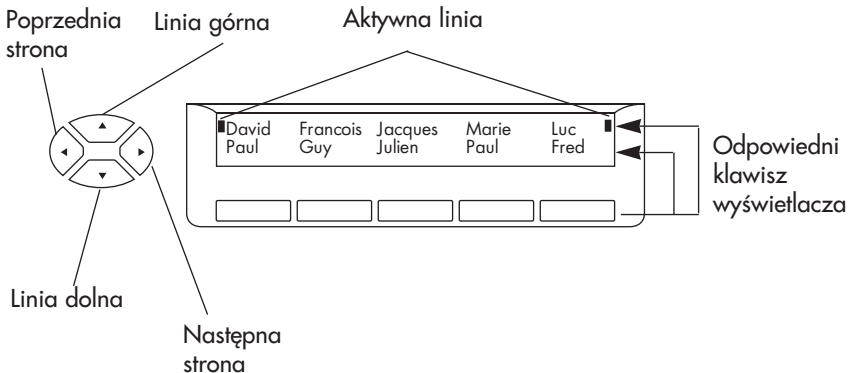 Poprzednia
strona
Linia górna
Aktywna linia
David Francois Jacques Marie Luc
Paul Guy Julien Paul Fred
Odpowiedni
klawisz
wyświetlacza
Linia dolna
Następna
strona